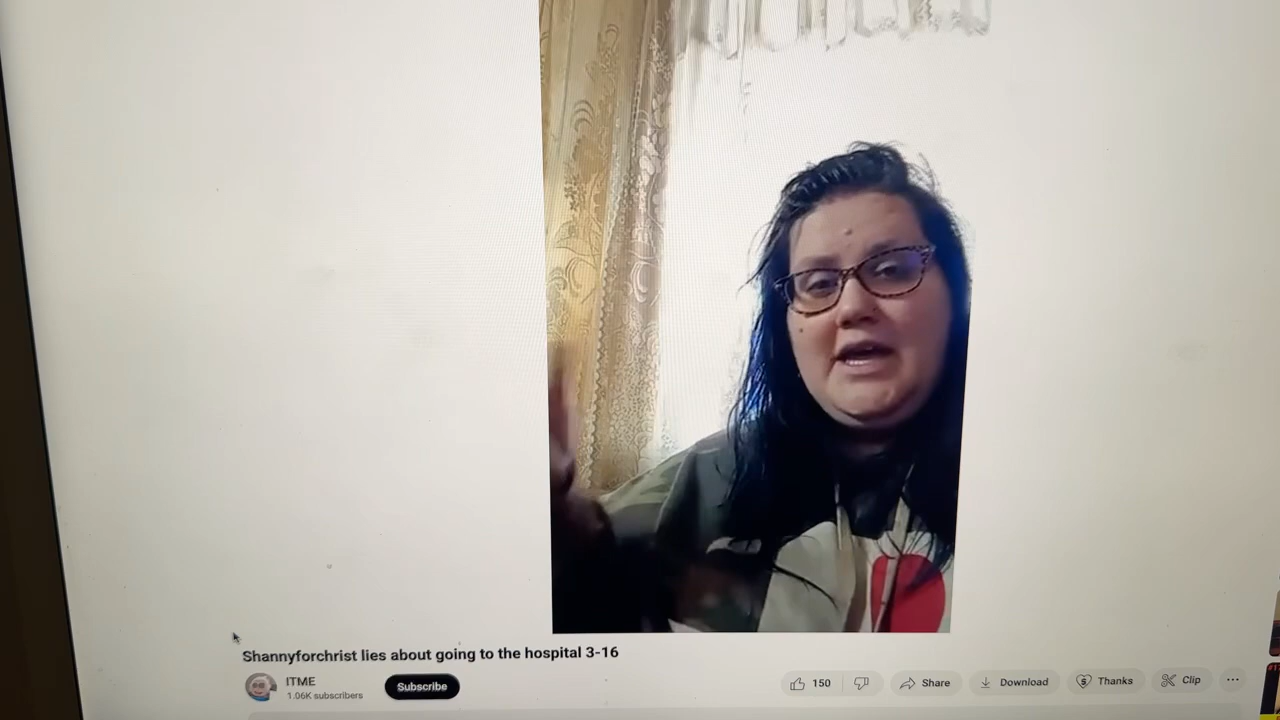 Shannyforchrist lies about going to the hospital 3-16
ITME
1.06K subscribers
Subscribe
150
Share
Download
Thanks
Clip